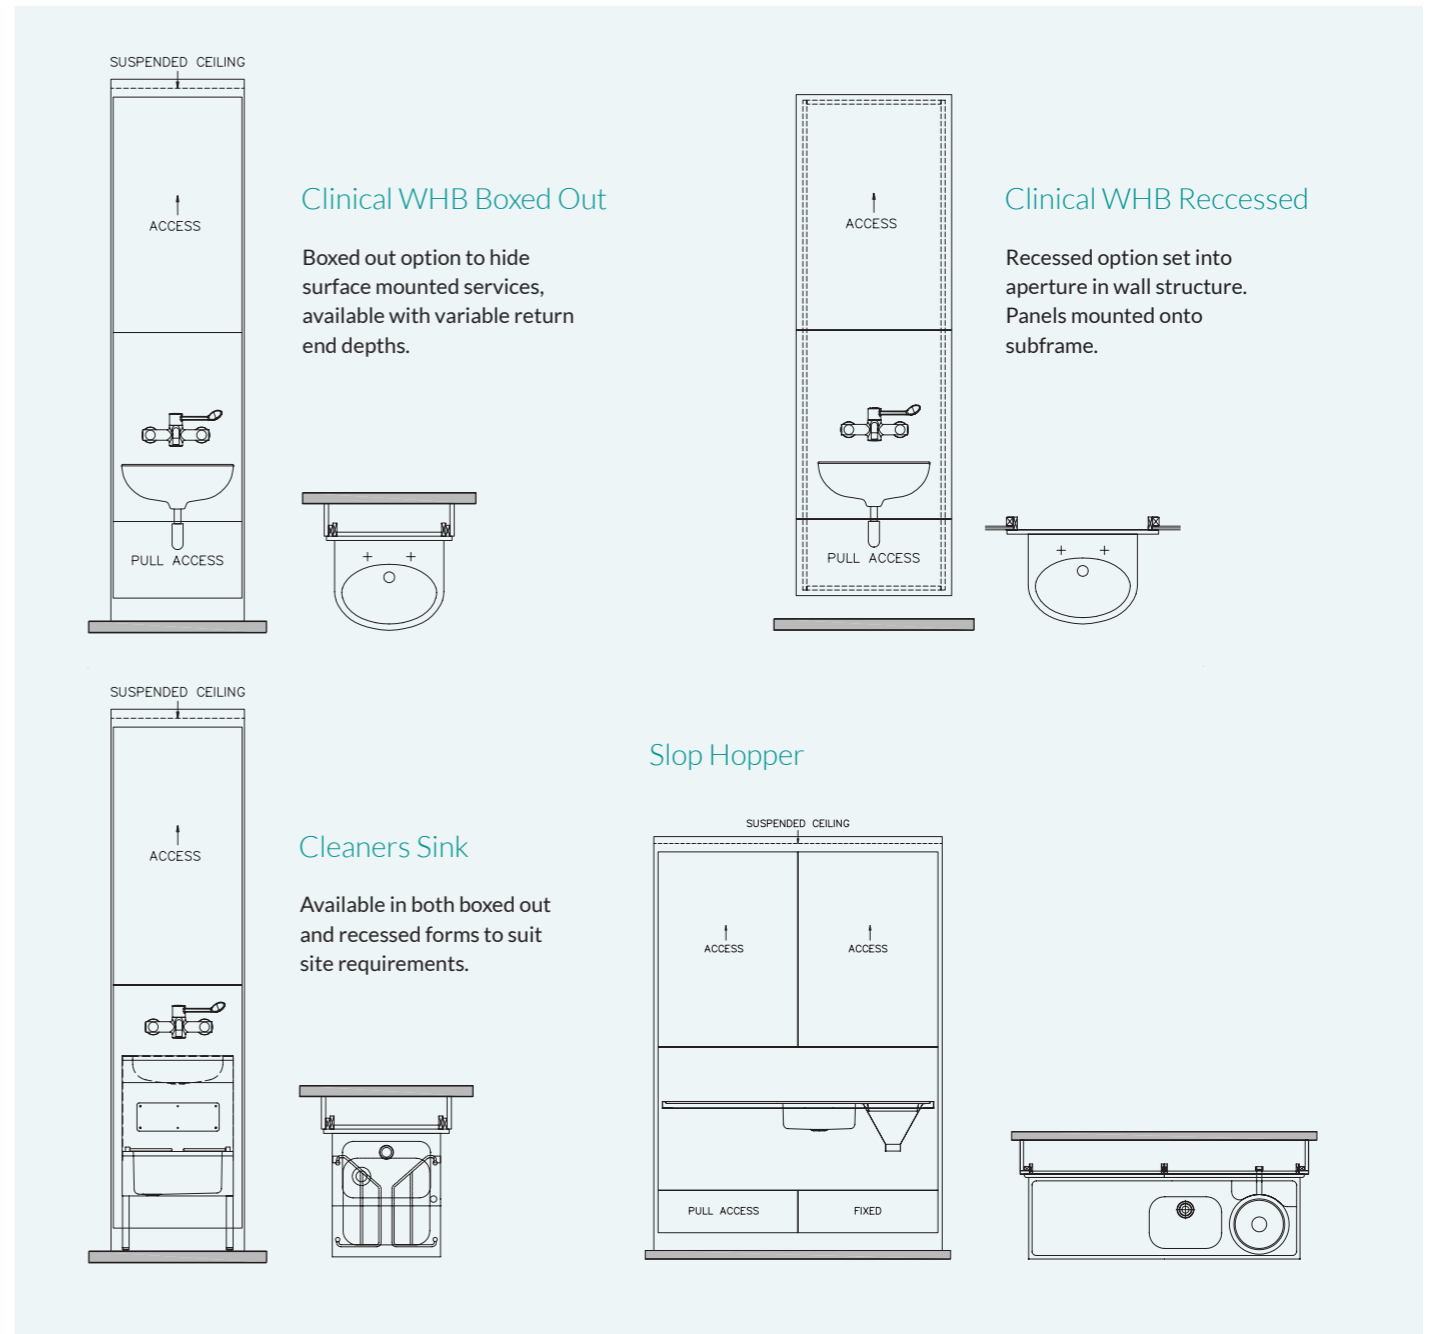 SUSPENDED CEILING
ACCESS
PULL ACCESS
Clinical WHB Boxed Out
Boxed out option to hide
surface mounted services,
available with variable return
end depths.
ACCESS
PULL ACCESS
Clinical WHB Reccessed
Recessed option set into
aperture in wall structure.
Panels mounted onto
subframe.
SUSPENDED CEILING
ACCESS
Cleaners Sink
Available in both boxed out
and recessed forms to suit
site requirements.
Slop Hopper
SUSPENDED CEILING
ACCESS
ACCESS
PULL ACCESS
FIXED